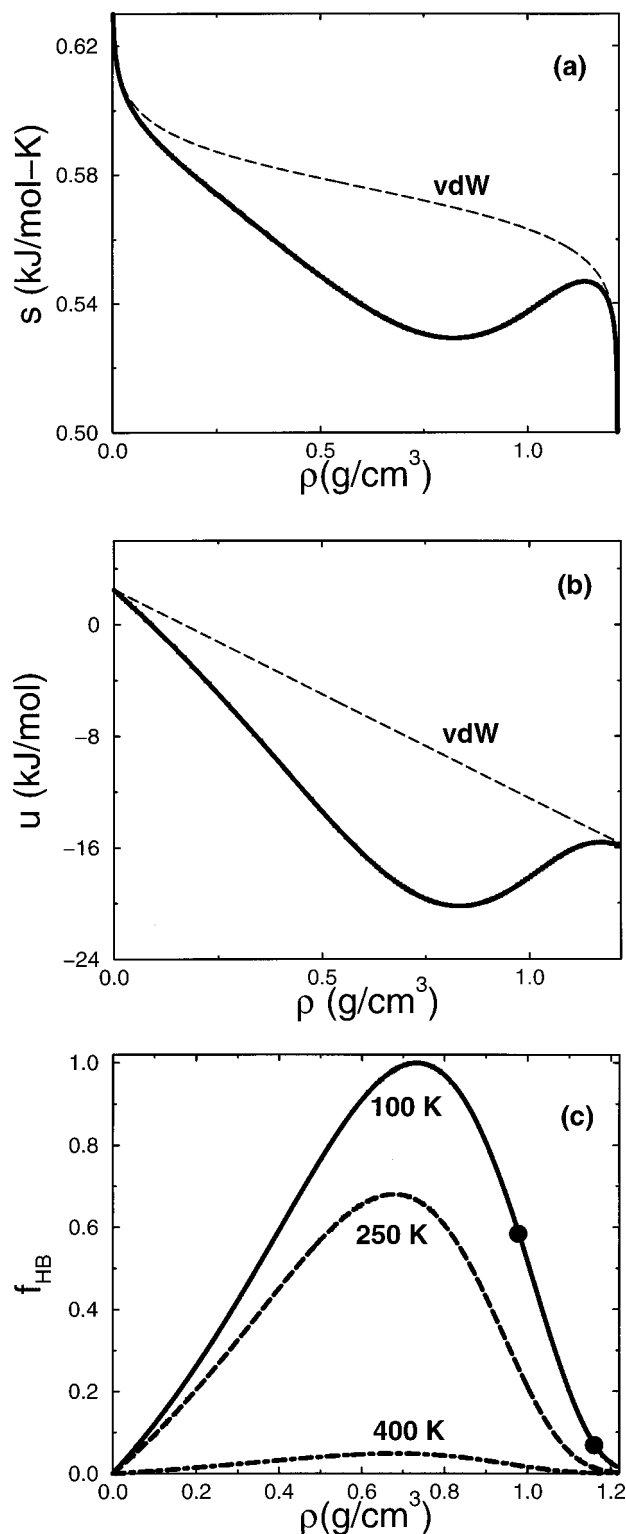 0.62
(a)
s (kJ/mol−K)
0.58
vdW
0.54
0.50
0.0 0.5 1.0
ρ(g/cm³)
(b)
0
u (kJ/mol)
−8
vdW
−16
−24
0.0 0.5 1.0
ρ (g/cm³)
1.0
100 K
(c)
0.8
0.6
250 K
f_HB
0.4
0.2
400 K
0.0
0.0 0.2 0.4 0.6 0.8 1.0 1.2
ρ(g/cm³)